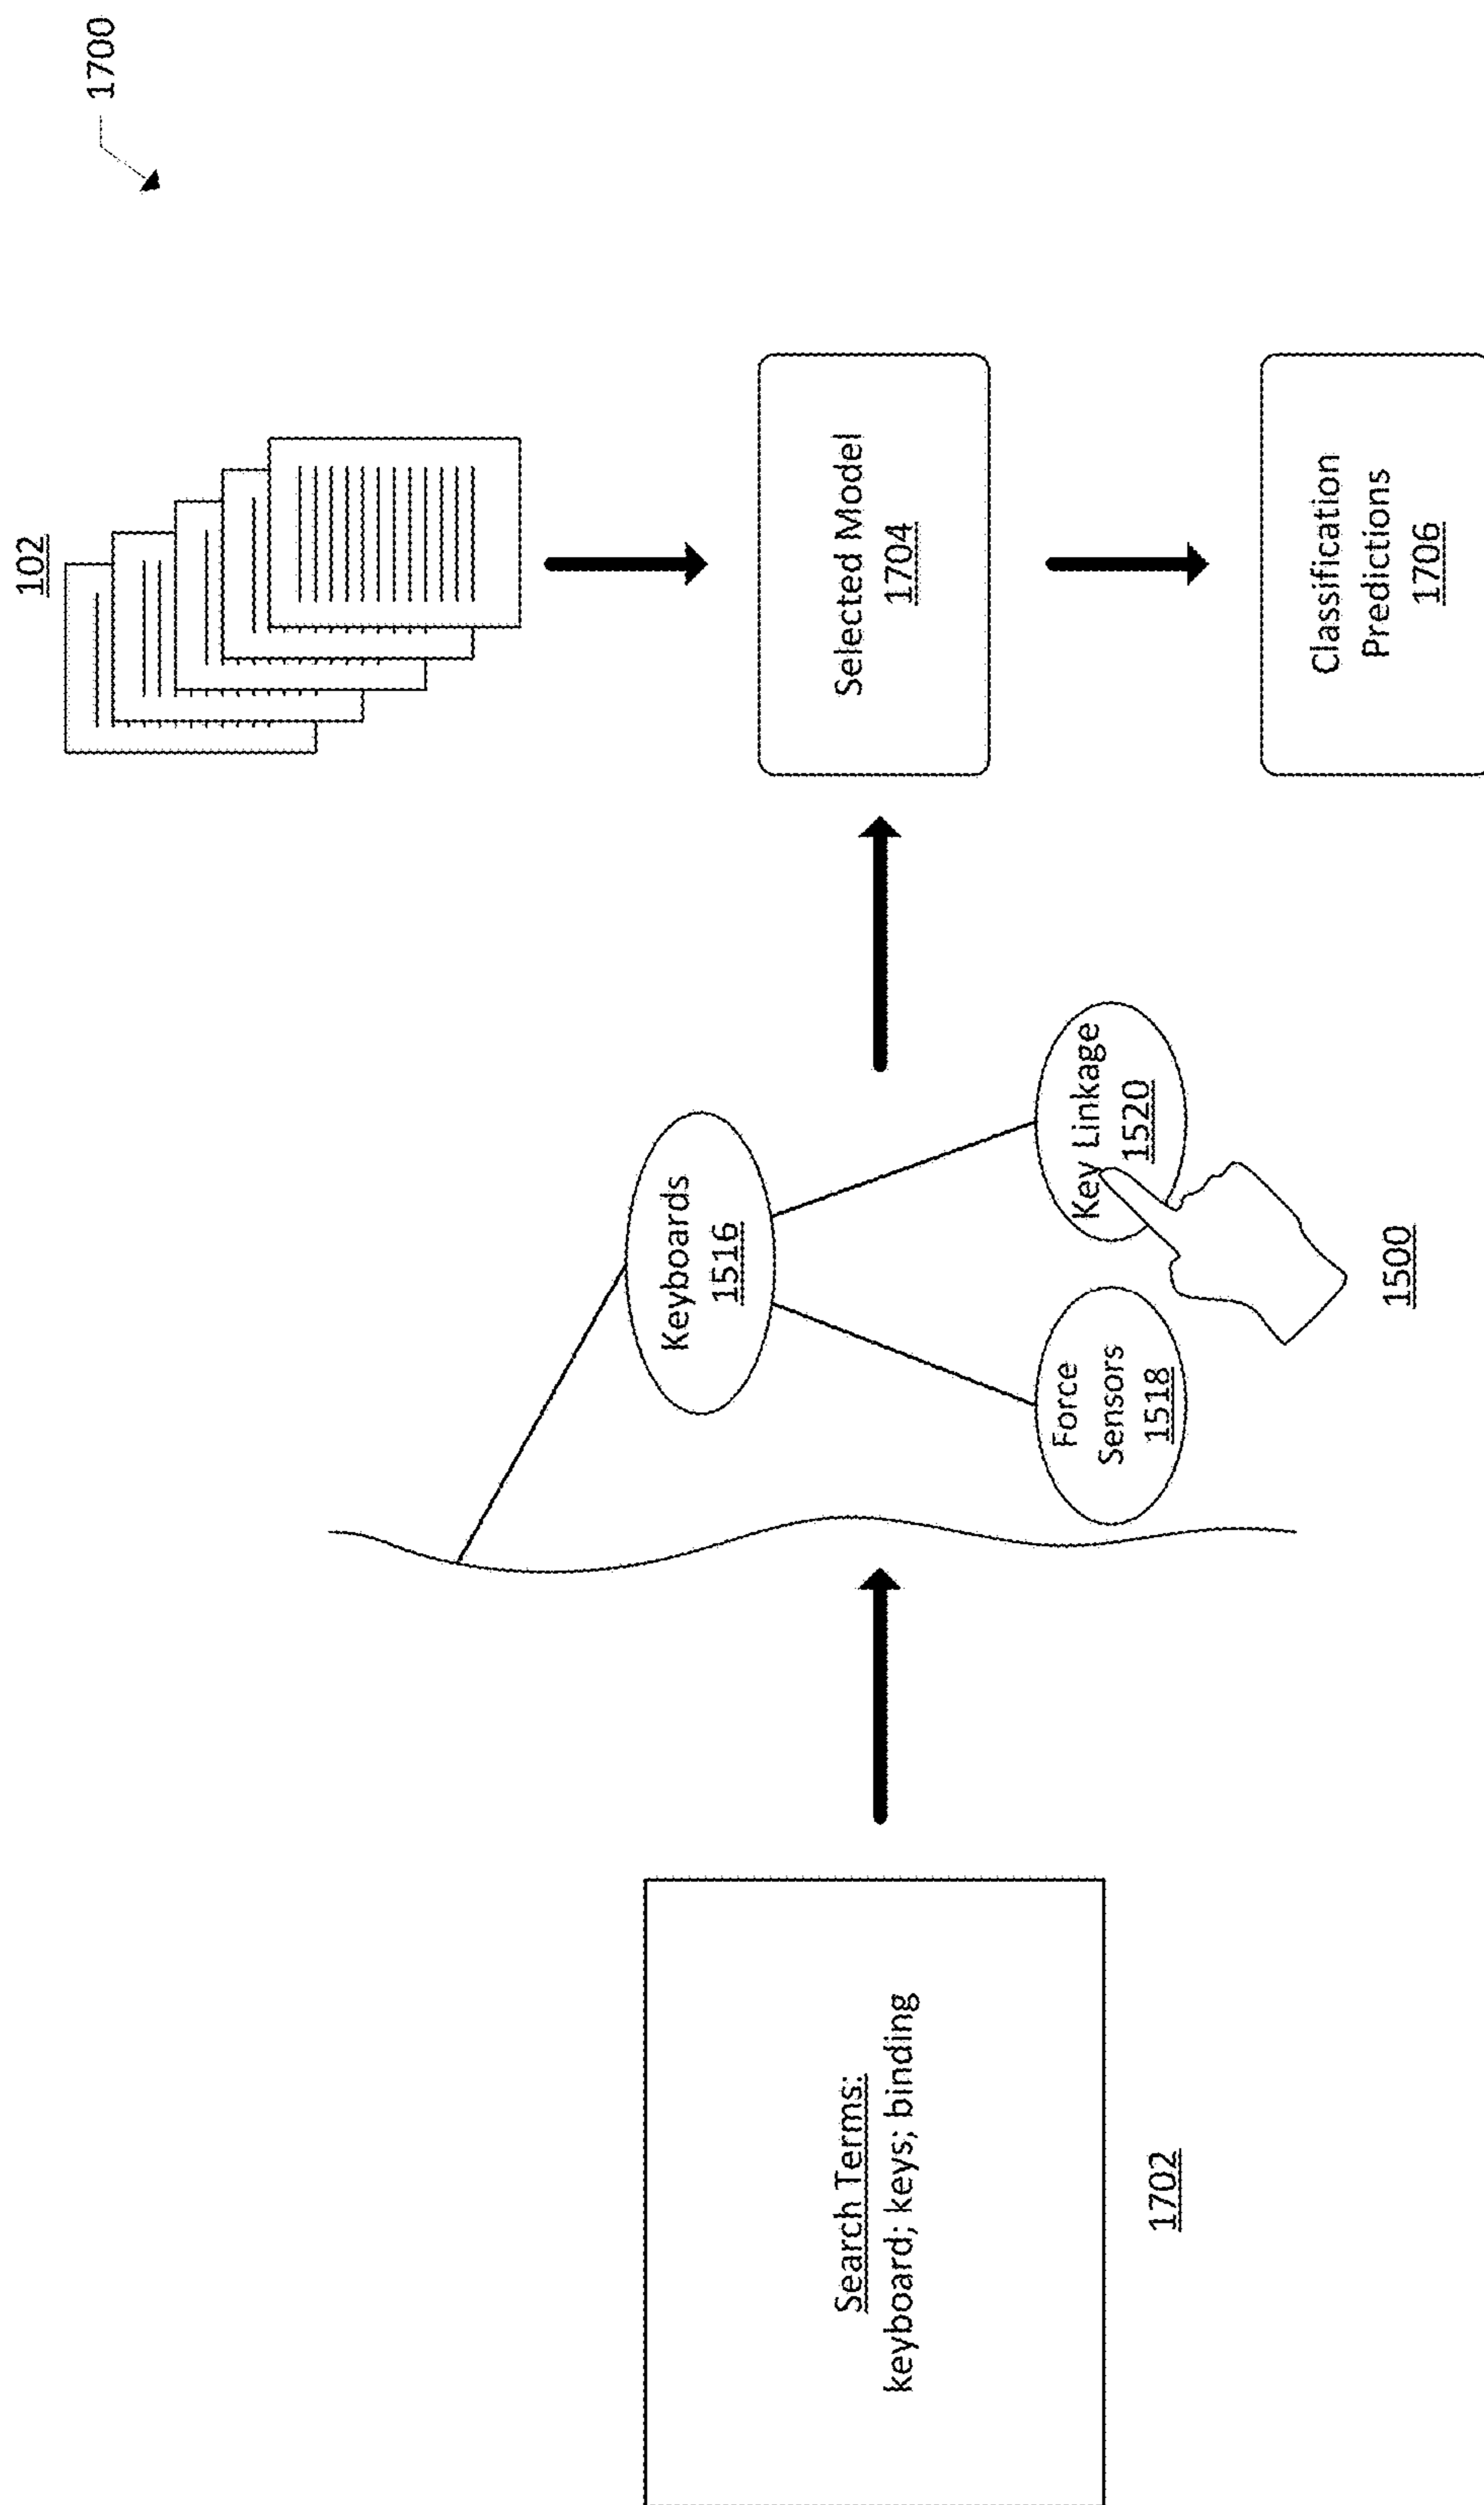 1700
102
Search Terms:
keyboard; keys; binding
1702
Keyboards
1516
Force
Sensors
1518
Key Linkage
1520
1500
Selected Model
1704
Classification
Predictions
1706